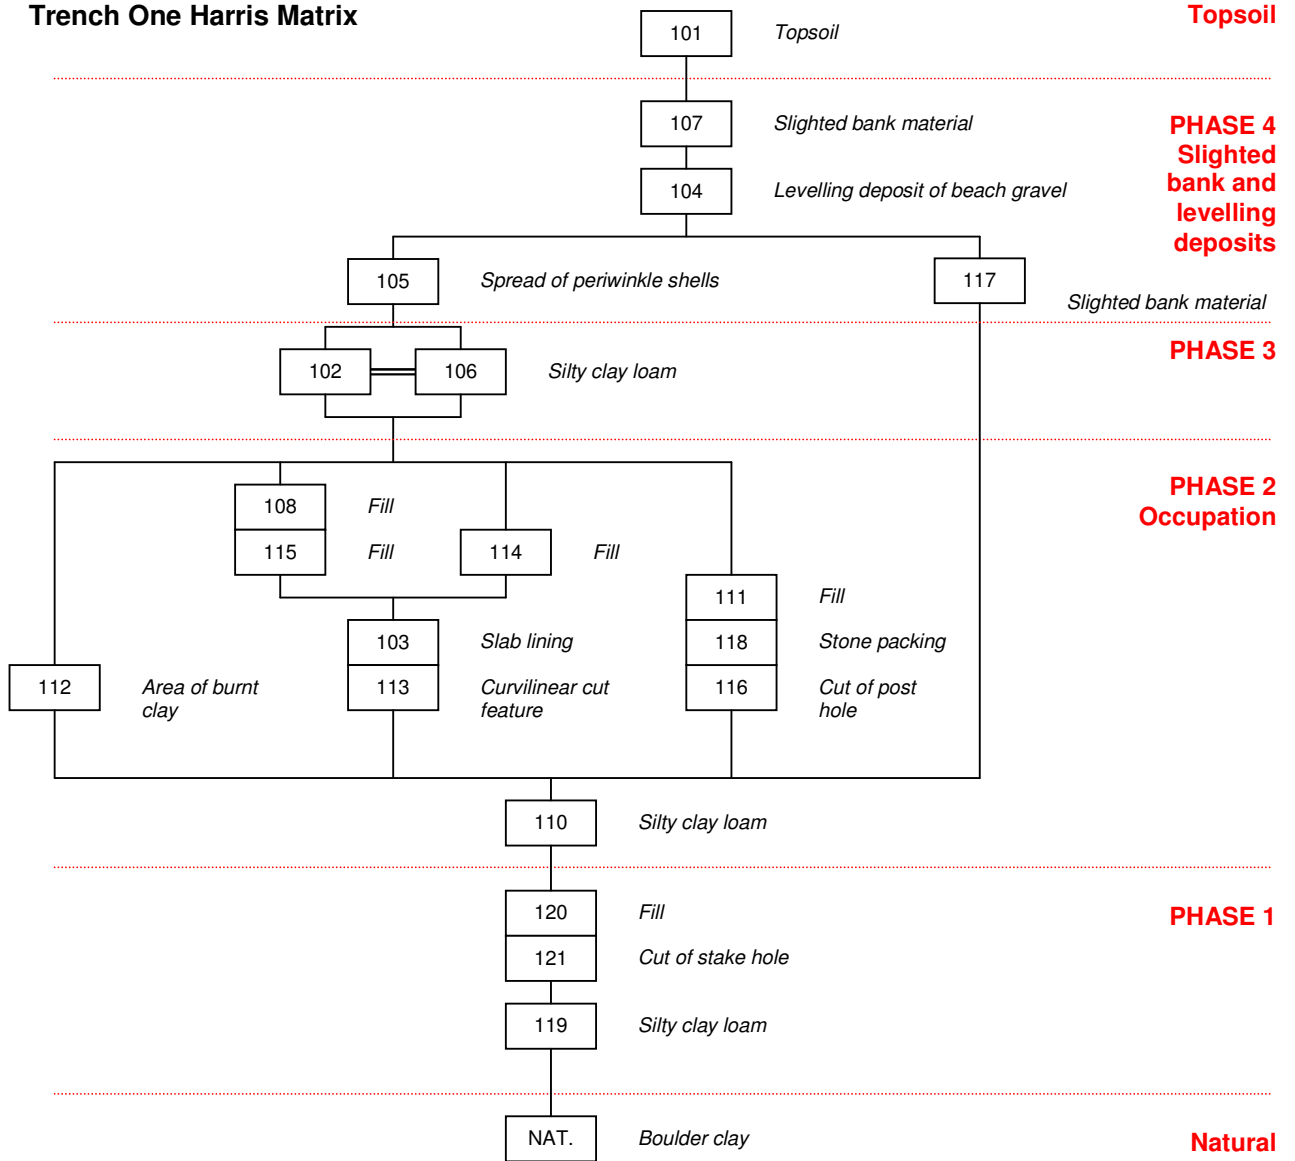 Trench One Harris Matrix
Topsoil
101
Topsoil
107
Slighted bank material
PHASE 4
Slighted
bank and
levelling
deposits
104
Levelling deposit of beach gravel
105
Spread of periwinkle shells
117
Slighted bank material
PHASE 3
102
106
Silty clay loam
PHASE 2
Occupation
108
Fill
115
Fill
114
Fill
111
Fill
103
Slab lining
118
Stone packing
112
Area of burnt
clay
113
Curvilinear cut
feature
116
Cut of post
hole
110
Silty clay loam
120
Fill
PHASE 1
121
Cut of stake hole
119
Silty clay loam
NAT.
Boulder clay
Natural